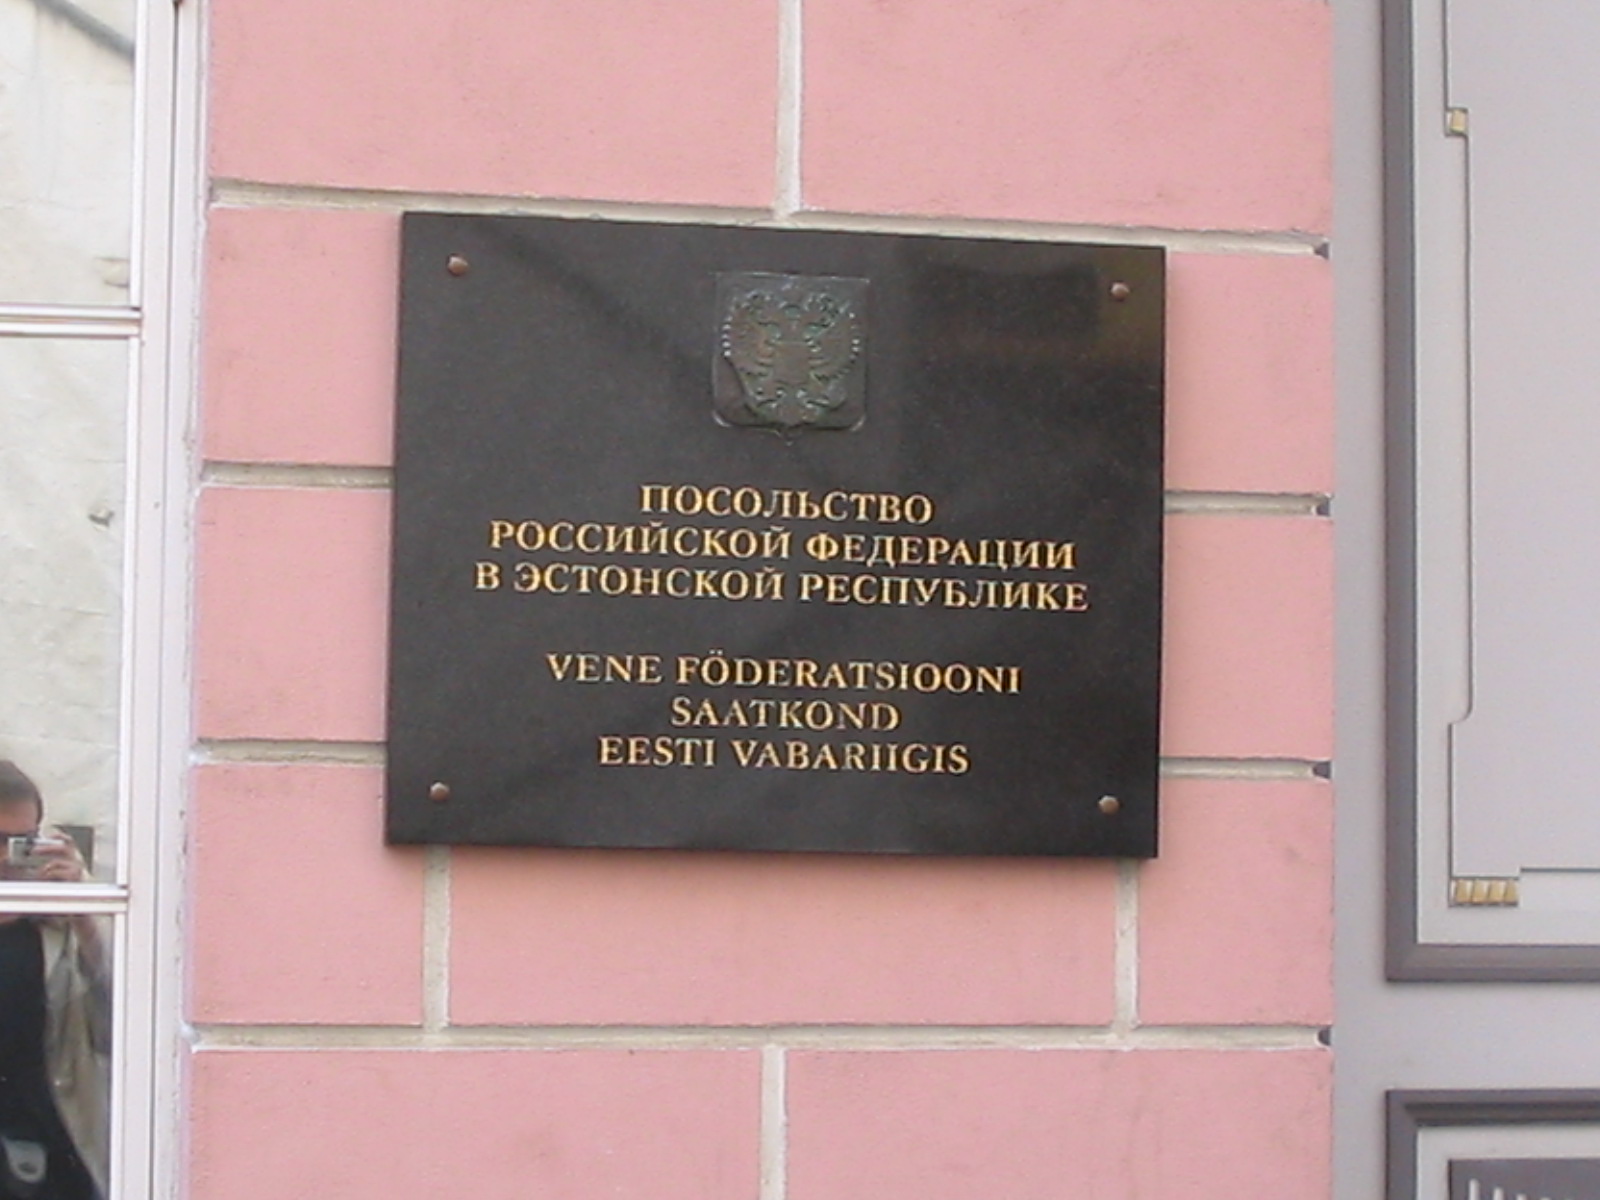 ПОСОЛЬСТВО
РОССИЙСКОЙ ФЕДЕРАЦИИ
В ЭСТОНСКОЙ РЕСПУБЛИКЕ
VENE FÖDERATSIOONI
SAATKOND
EESTI VABARIIGIS